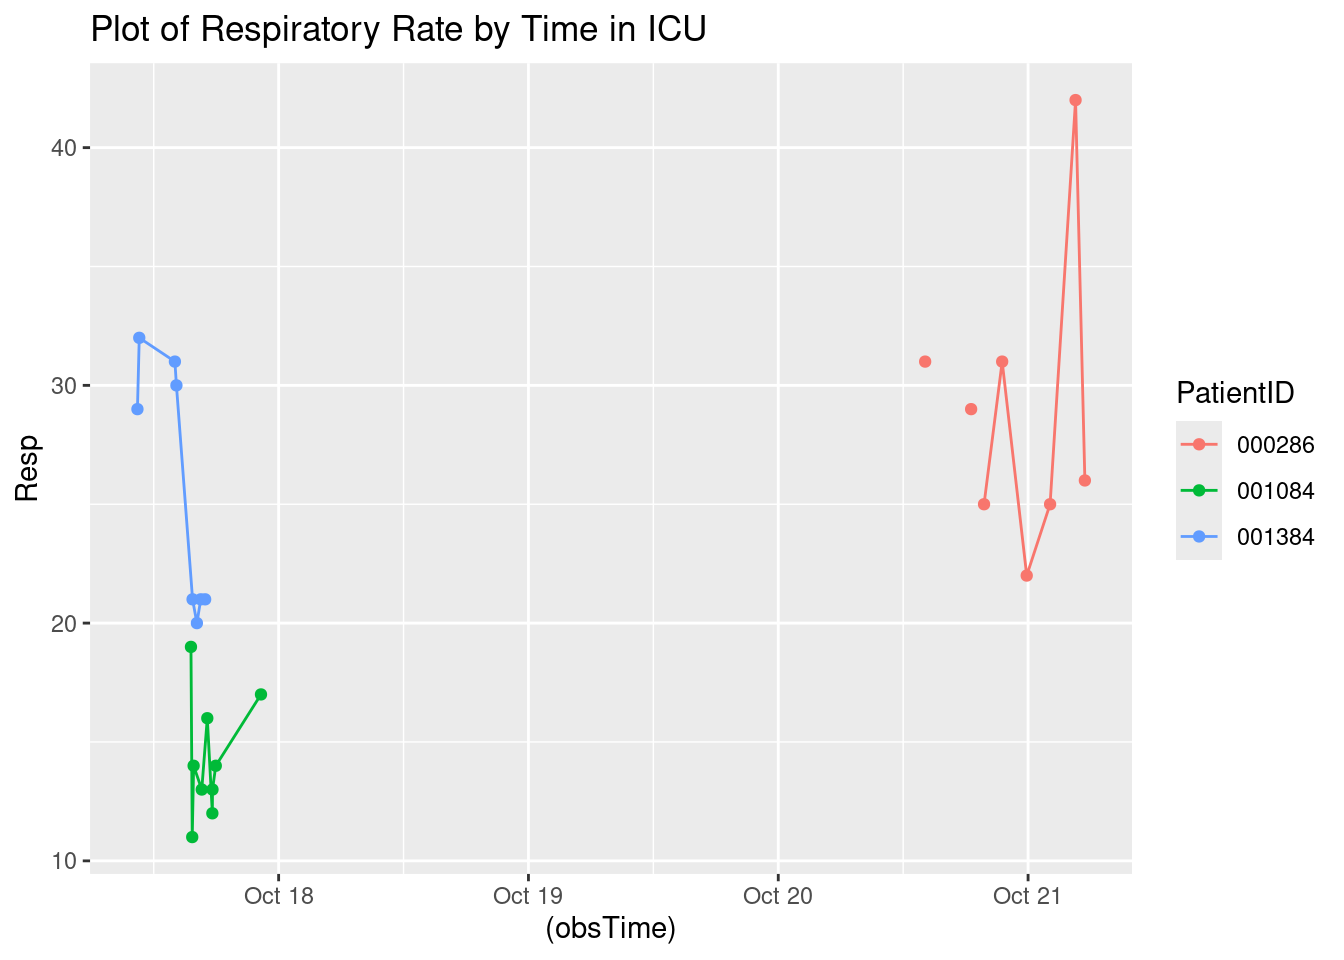 Plot of Respiratory Rate by Time in ICU
40
30
20
10
Resp
Oct 18
Oct 19
Oct 20
Oct 21
(obsTime)
PatientID
000286
001084
001384